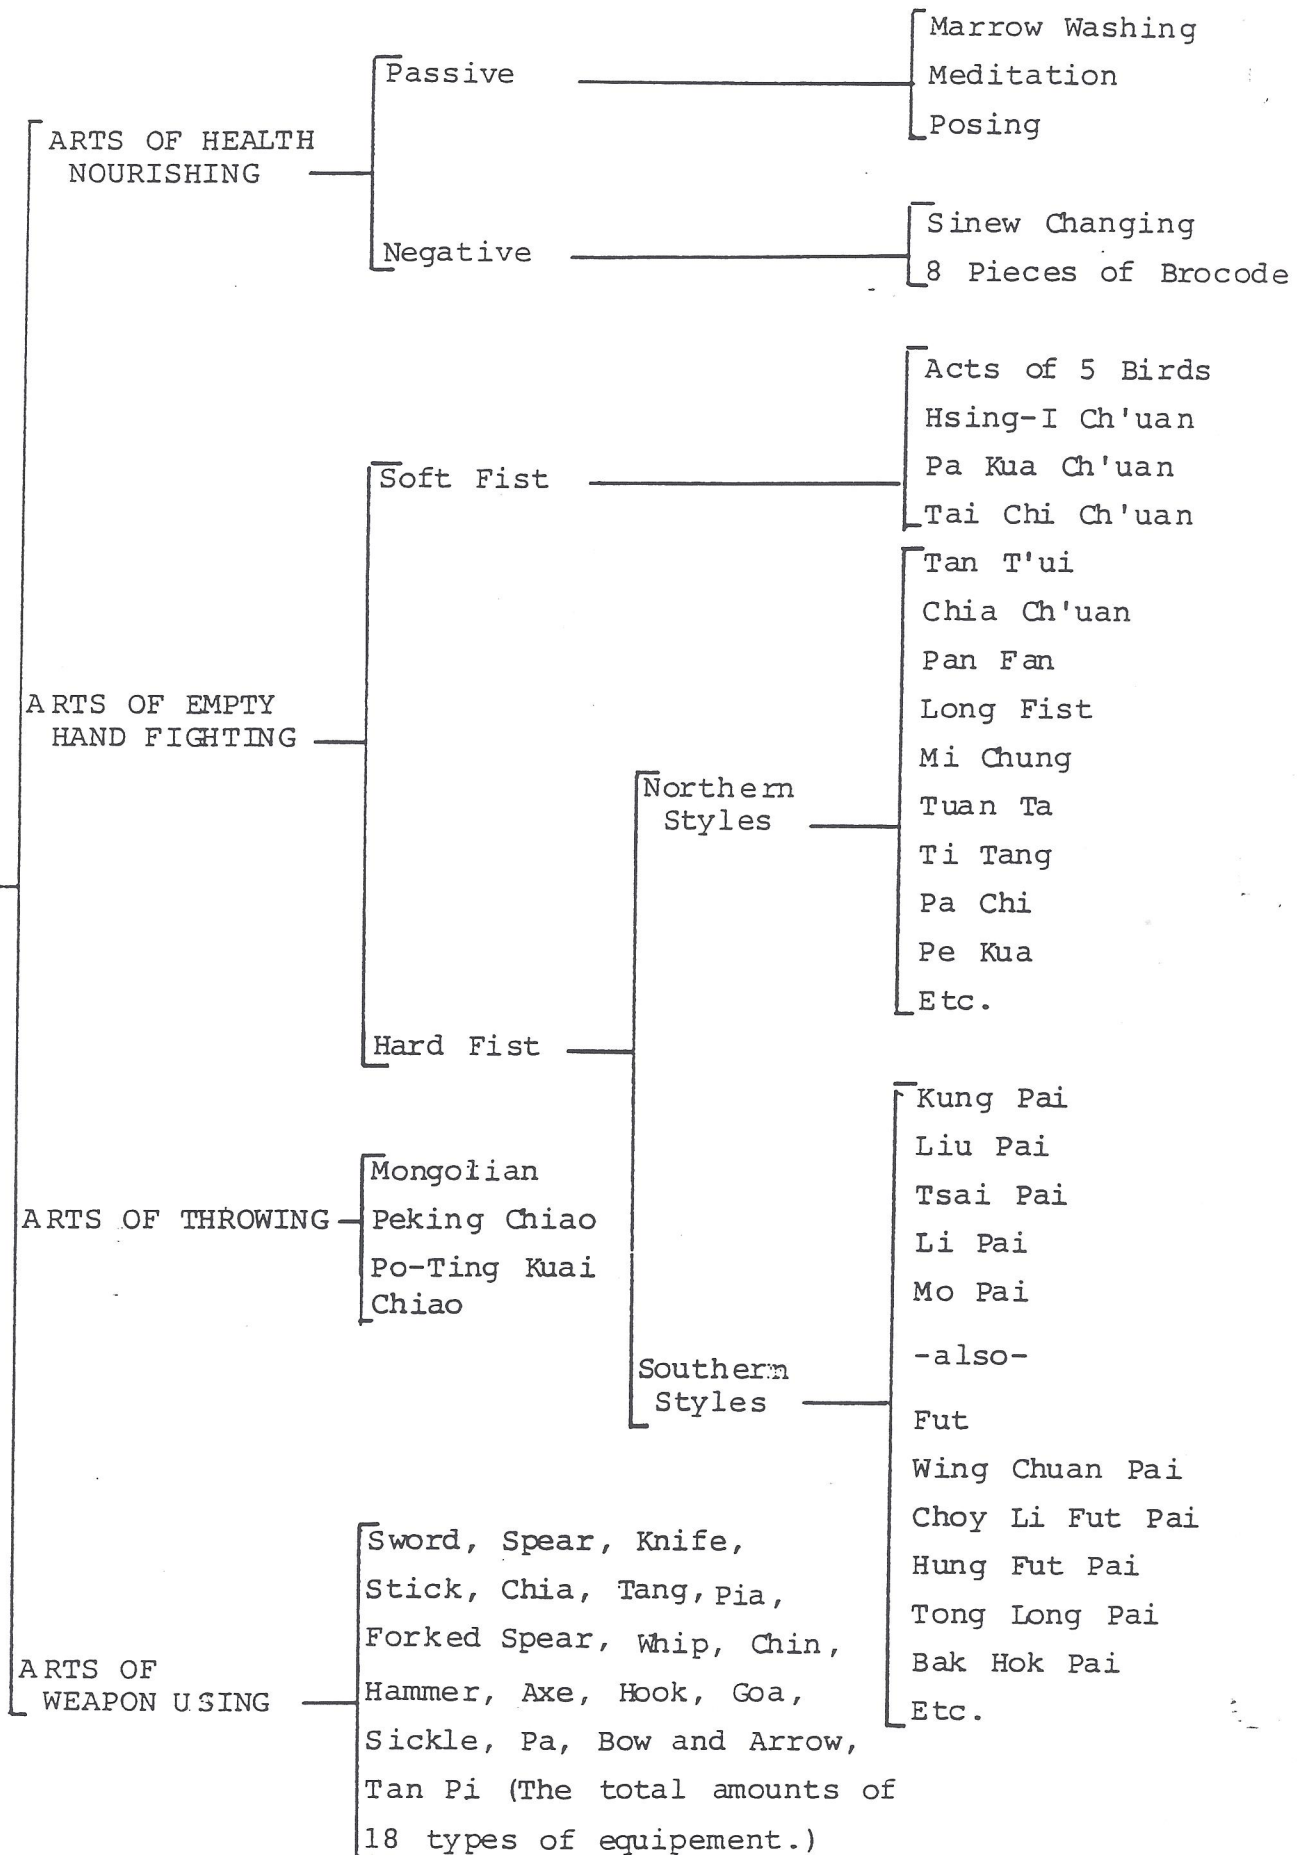 ARTS OF HEALTH
NOURISHING
Passive
Marrow Washing
Meditation
Posing
Negative
Sinew Changing
8 Pieces of Brocode
ARTS OF EMPTY
HAND FIGHTING
Soft Fist
Acts of 5 Birds
Hsing-I Ch'uan
Pa Kua Ch'uan
Tai Chi Ch'uan
Hard Fist
Northern
Styles
Tan T'ui
Chia Ch'uan
Pan Fan
Long Fist
Mi Chung
Tuan Ta
Ti Tang
Pa Chi
Pe Kua
Etc.
Southern
Styles
Kung Pai
Liu Pai
Tsai Pai
Li Pai
Mo Pai
-also-
Fut
Wing Chuan Pai
Choy Li Fut Pai
Hung Fut Pai
Tong Long Pai
Bak Hok Pai
Etc.
ARTS OF THROWING
Mongolian
Peking Chiao
Po-Ting Kuai
Chiao
ARTS OF
WEAPON USING
Sword, Spear, Knife,
Stick, Chia, Tang, Pia,
Forked Spear, Whip, Chin,
Hammer, Axe, Hook, Goa,
Sickle, Pa, Bow and Arrow,
Tan Pi (The total amounts of
18 types of equipement.)